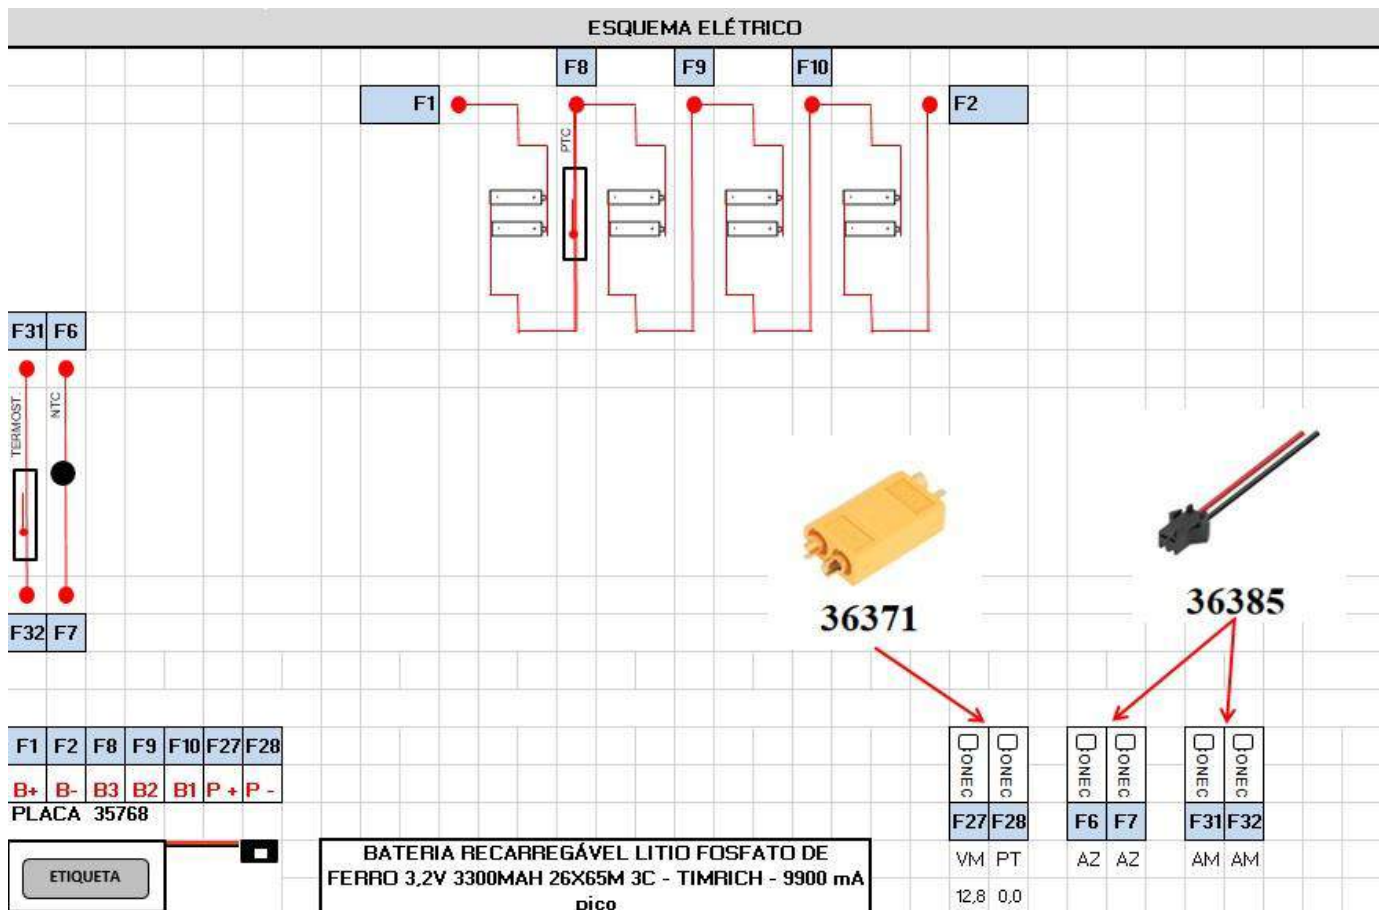 ESQUEMA ELÉTRICO
F8 F9 F10
F1 F2
PTC
F31 F6
TERMOST.
NTC
F32 F7
36371
36385
F1 F2 F8 F9 F10 F27 F28
B+ B- B3 B2 B1 P + P -
PLACA 35768
CONEC CONEC CONEC CONEC CONEC CONEC
F27 F28 F6 F7 F31 F32
VM PT AZ AZ AM AM
12,8 0,0
ETIQUETA
BATERIA RECARREGÁVEL LITIO FOSFATO DE
FERRO 3,2V 3300MAH 26X65M 3C - TIMRICH - 9900 mA
pico